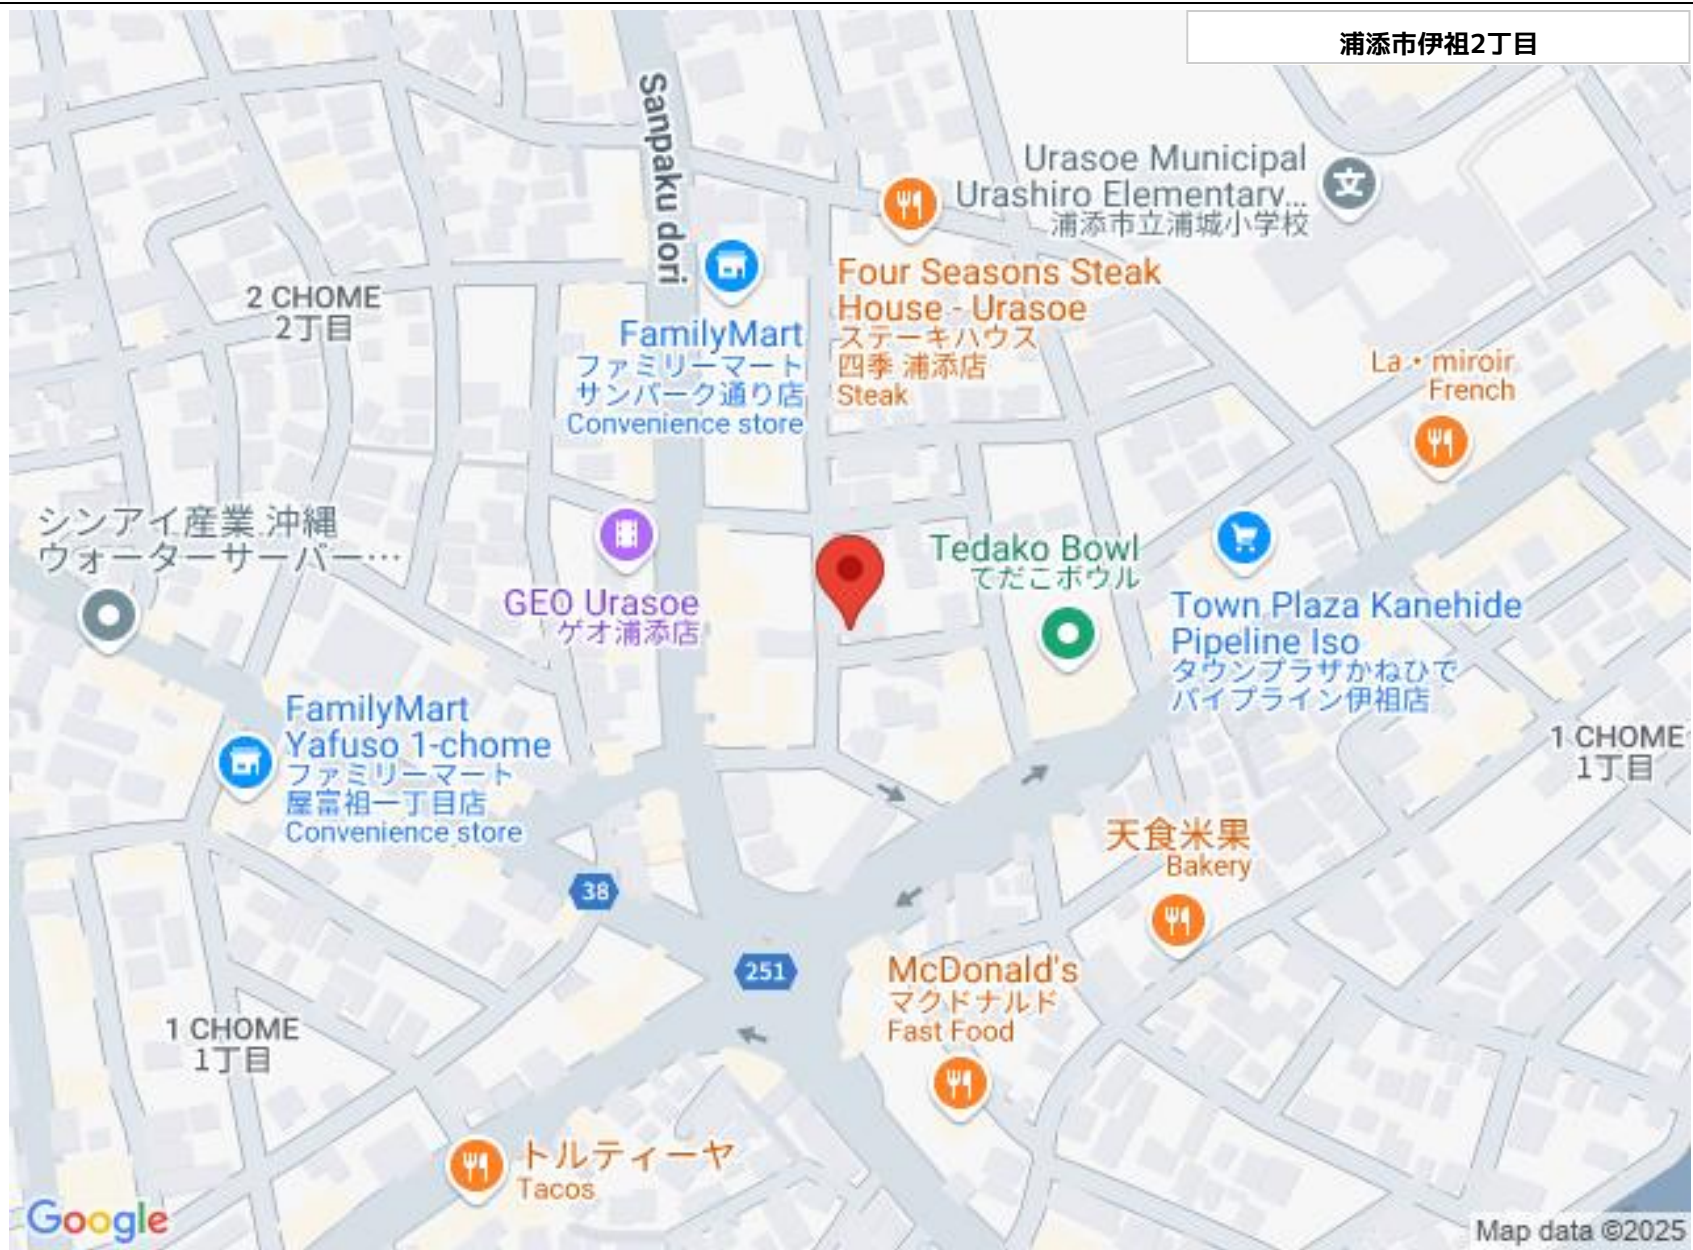 浦添市伊祖2丁目
Sanpaku dori
Urasoe Municipal
Urashiro Elementary...
浦添市立浦城小学校
2 CHOME
2丁目
FamilyMart
ファミリーマート
サンパーク通り店
Convenience store
Four Seasons Steak
House - Urasoe
ステーキハウス
四季 浦添店
Steak
La・miroir
French
シンアイ産業 沖縄
ウォーターサーバー…
GEO Urasoe
ゲオ浦添店
Tedako Bowl
てだこボウル
Town Plaza Kanehide
Pipeline Iso
タウンプラザかねひで
パイプライン伊祖店
FamilyMart
Yafuso 1-chome
ファミリーマート
屋富祖一丁目店
Convenience store
1 CHOME
1丁目
天食米果
Bakery
38
251
McDonald's
マクドナルド
Fast Food
1 CHOME
1丁目
トルティーヤ
Tacos
Google
Map data ©2025